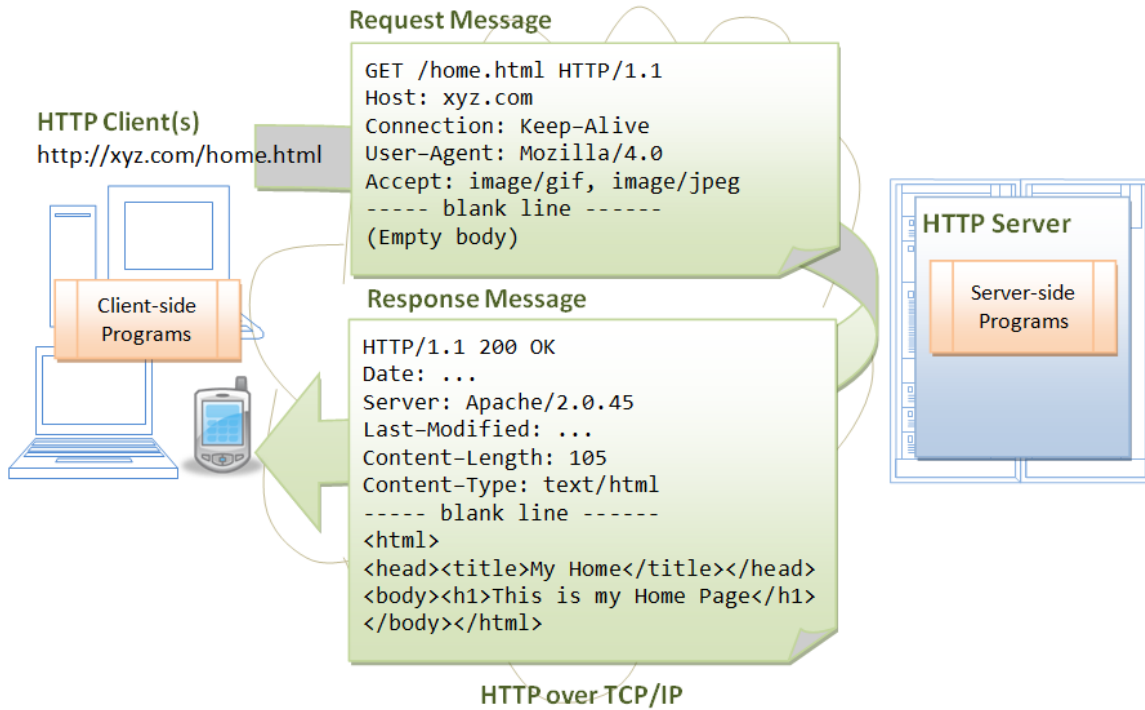 Request Message
GET /home.html HTTP/1.1
Host: xyz.com
Connection: Keep-Alive
User-Agent: Mozilla/4.0
Accept: image/gif, image/jpeg
----- blank line ------
(Empty body)
HTTP Client(s)
http://xyz.com/home.html
Client-side
Programs
HTTP Server
Server-side
Programs
Response Message
HTTP/1.1 200 OK
Date: ...
Server: Apache/2.0.45
Last-Modified: ...
Content-Length: 105
Content-Type: text/html
----- blank line ------
<html>
<head><title>My Home</title></head>
<body><h1>This is my Home Page</h1>
</body></html>
HTTP over TCP/IP